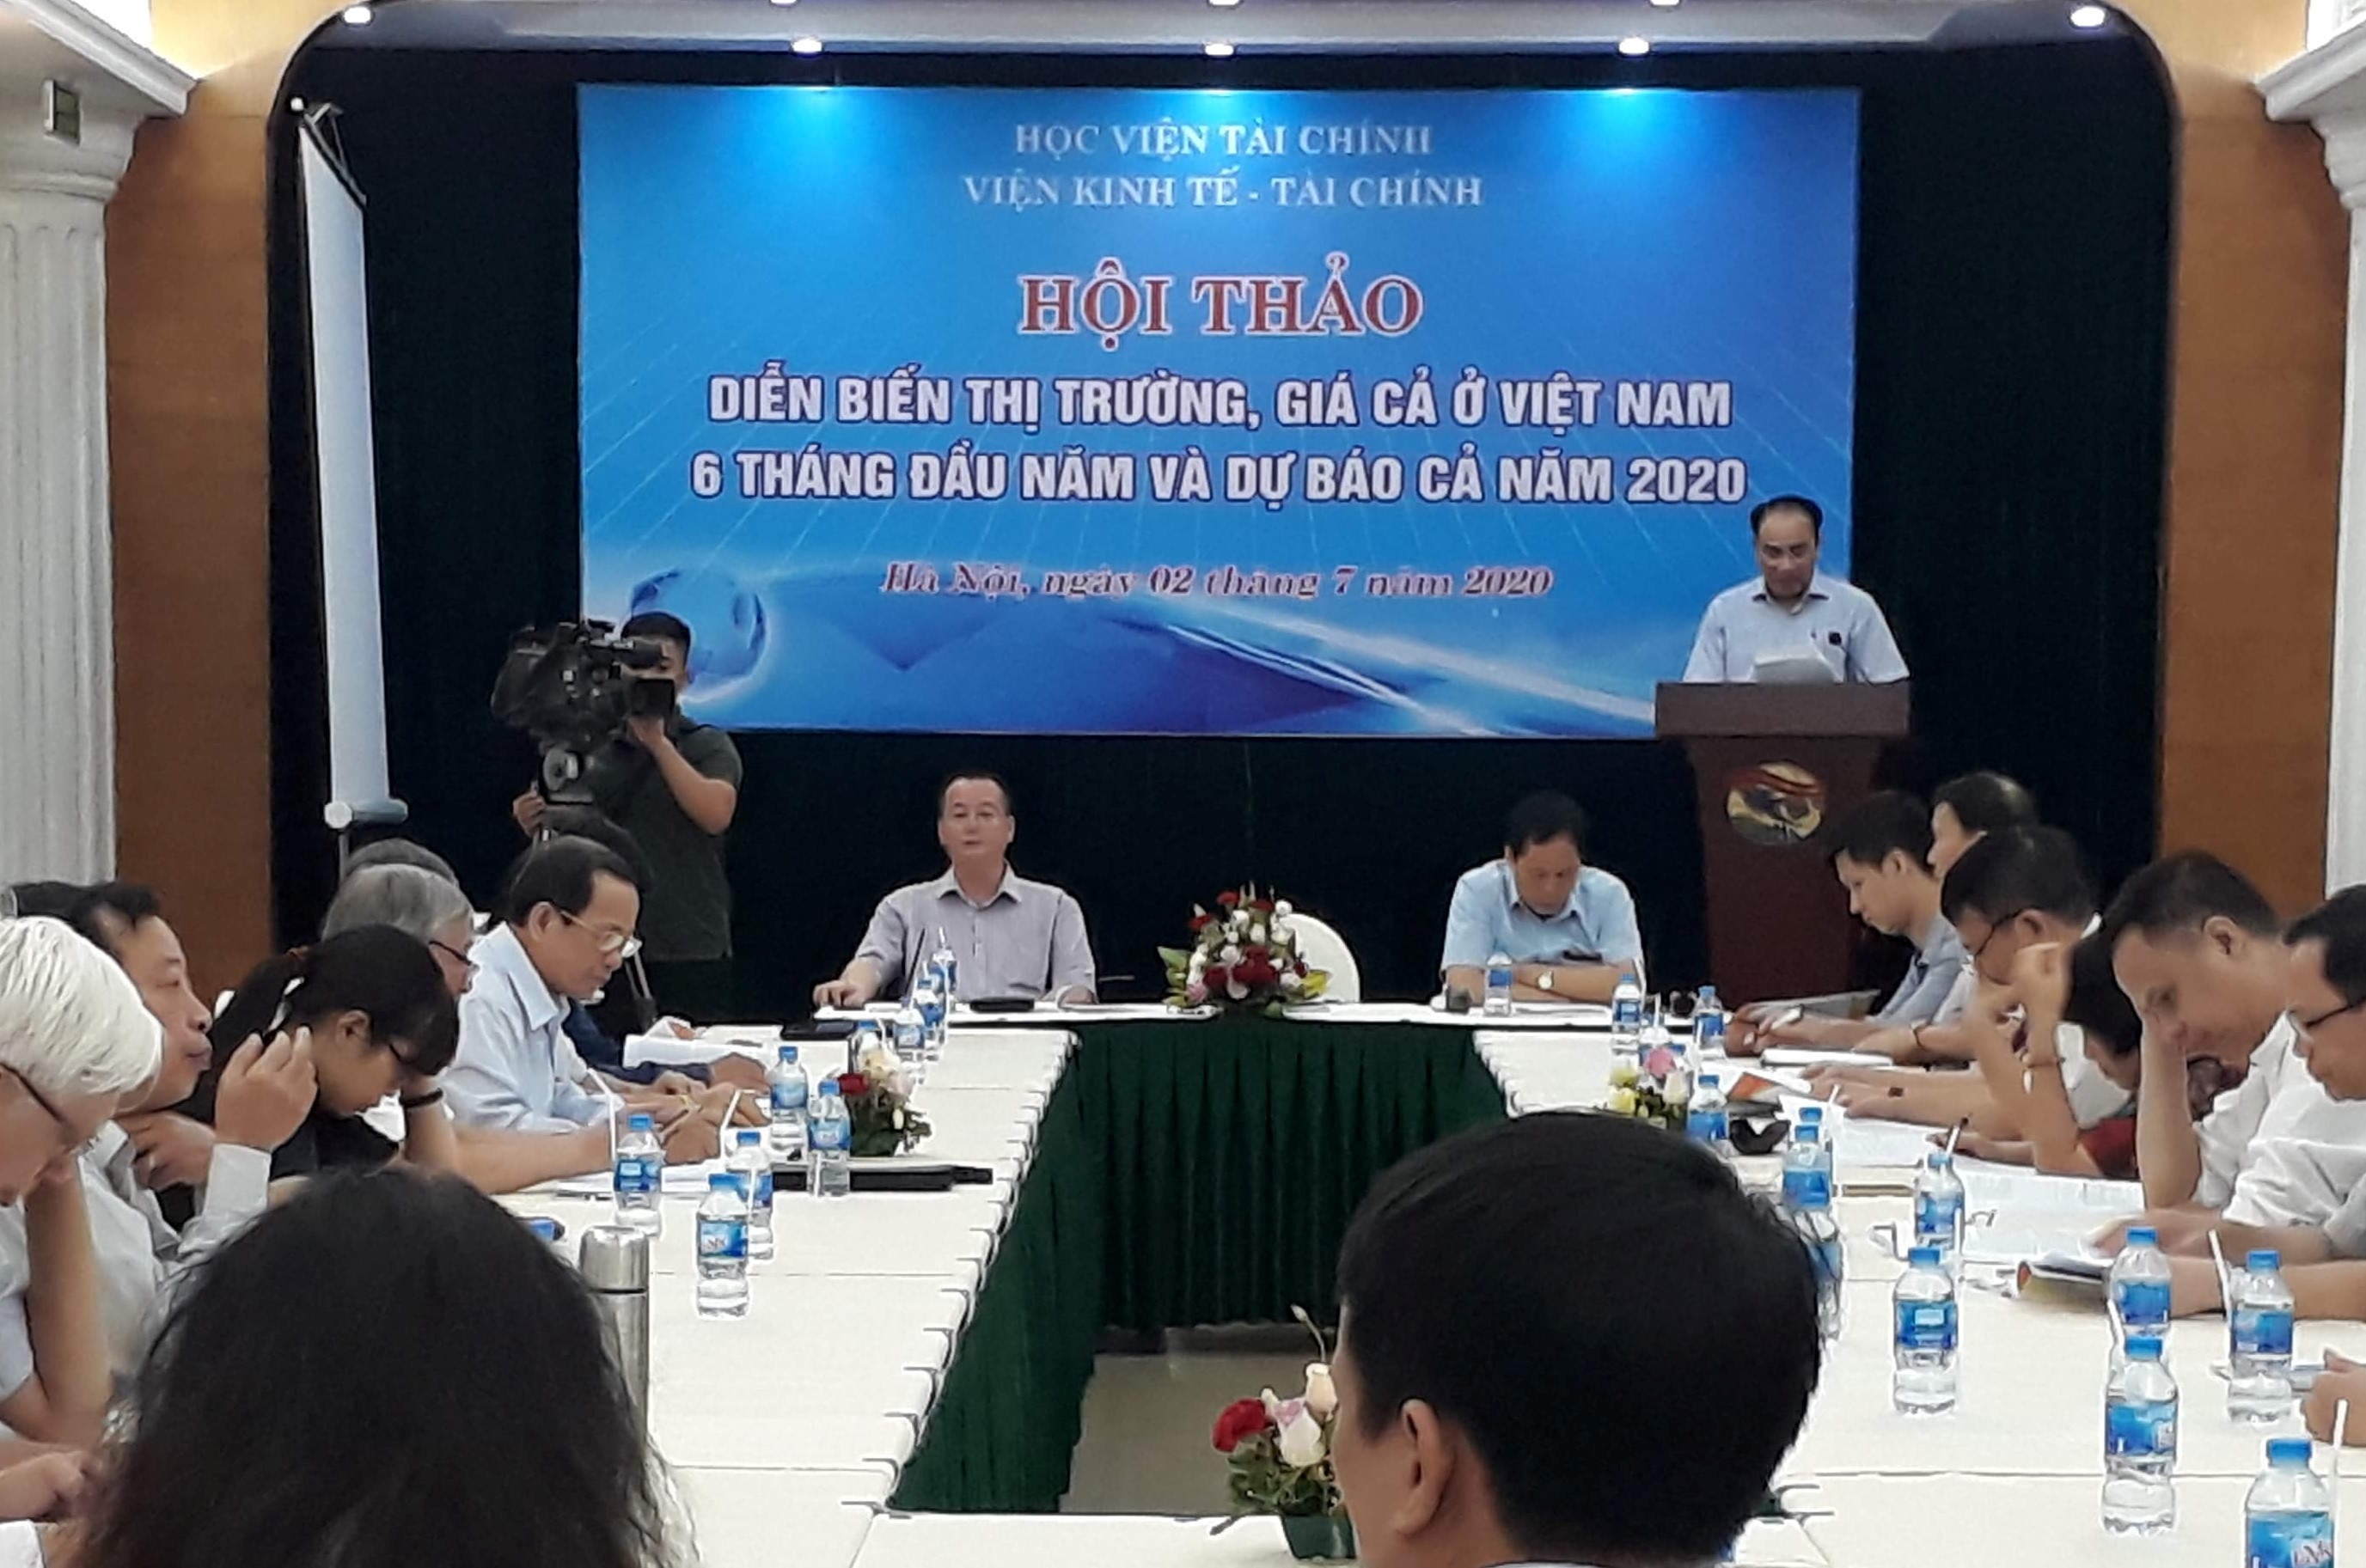 HỌC VIỆN TÀI CHÍNH
VIỆN KINH TẾ - TÀI CHÍNH
HỘI THẢO
DIỄN BIẾN THỊ TRƯỜNG, GIÁ CẢ Ở VIỆT NAM
6 THÁNG ĐẦU NĂM VÀ DỰ BÁO CẢ NĂM 2020
Hà Nội, ngày 02 tháng 7 năm 2020